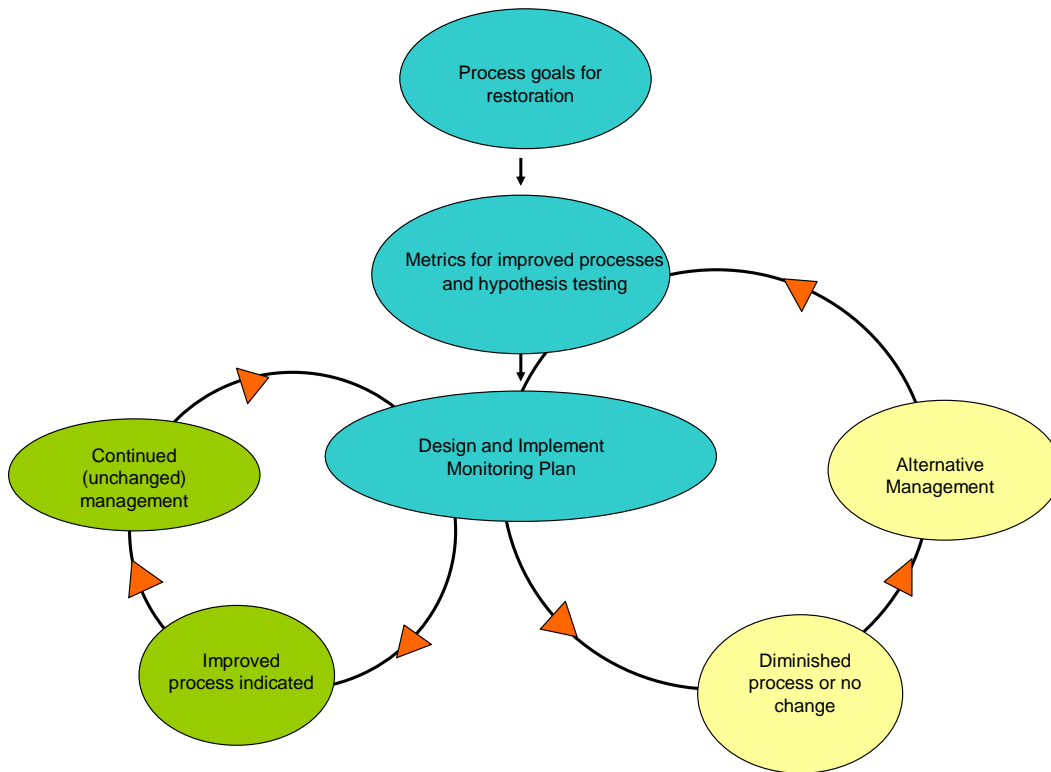 Process goals for
restoration
Metrics for improved processes
and hypothesis testing
Design and Implement
Monitoring Plan
Continued
(unchanged)
management
Alternative
Management
Improved
process indicated
Diminished
process or no
change